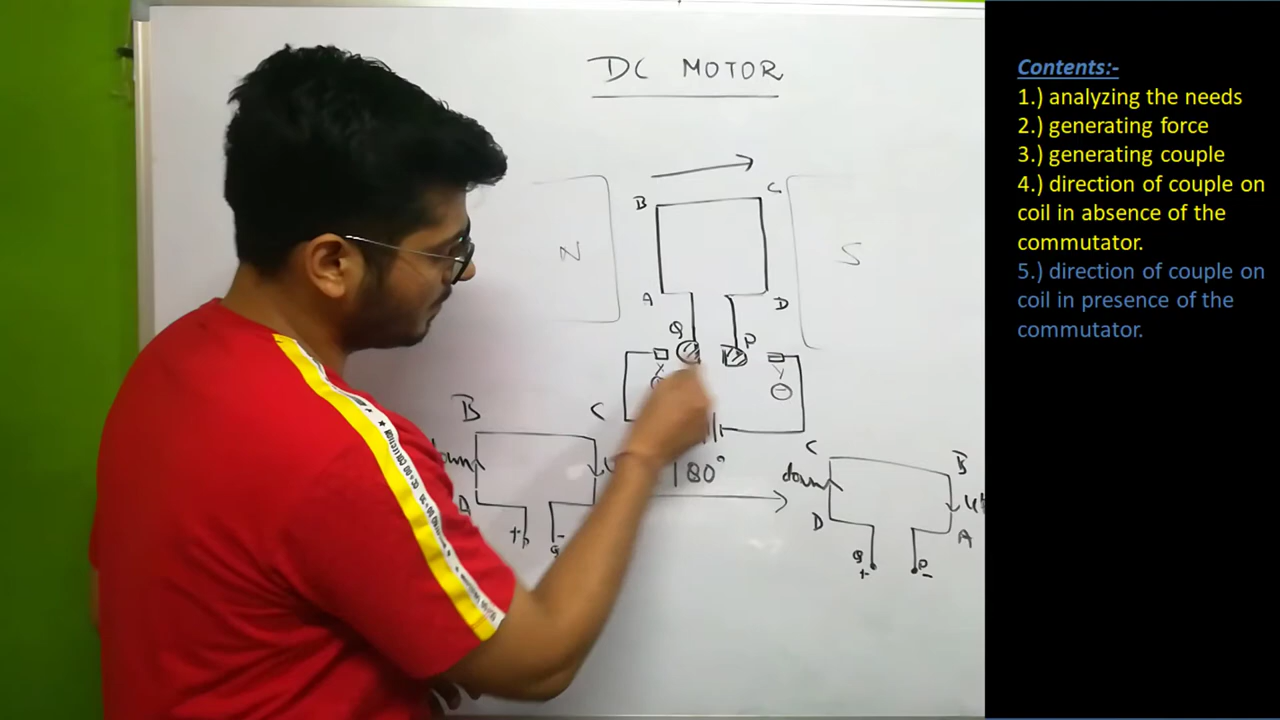 DC MOTOR
B C
N S
A D
Q P
X Y
B C
down
A
180°
+ P - Q
C B
down
D A
Q P
+ -
Contents:-
1.) analyzing the needs
2.) generating force
3.) generating couple
4.) direction of couple on
coil in absence of the
commutator.
5.) direction of couple on
coil in presence of the
commutator.